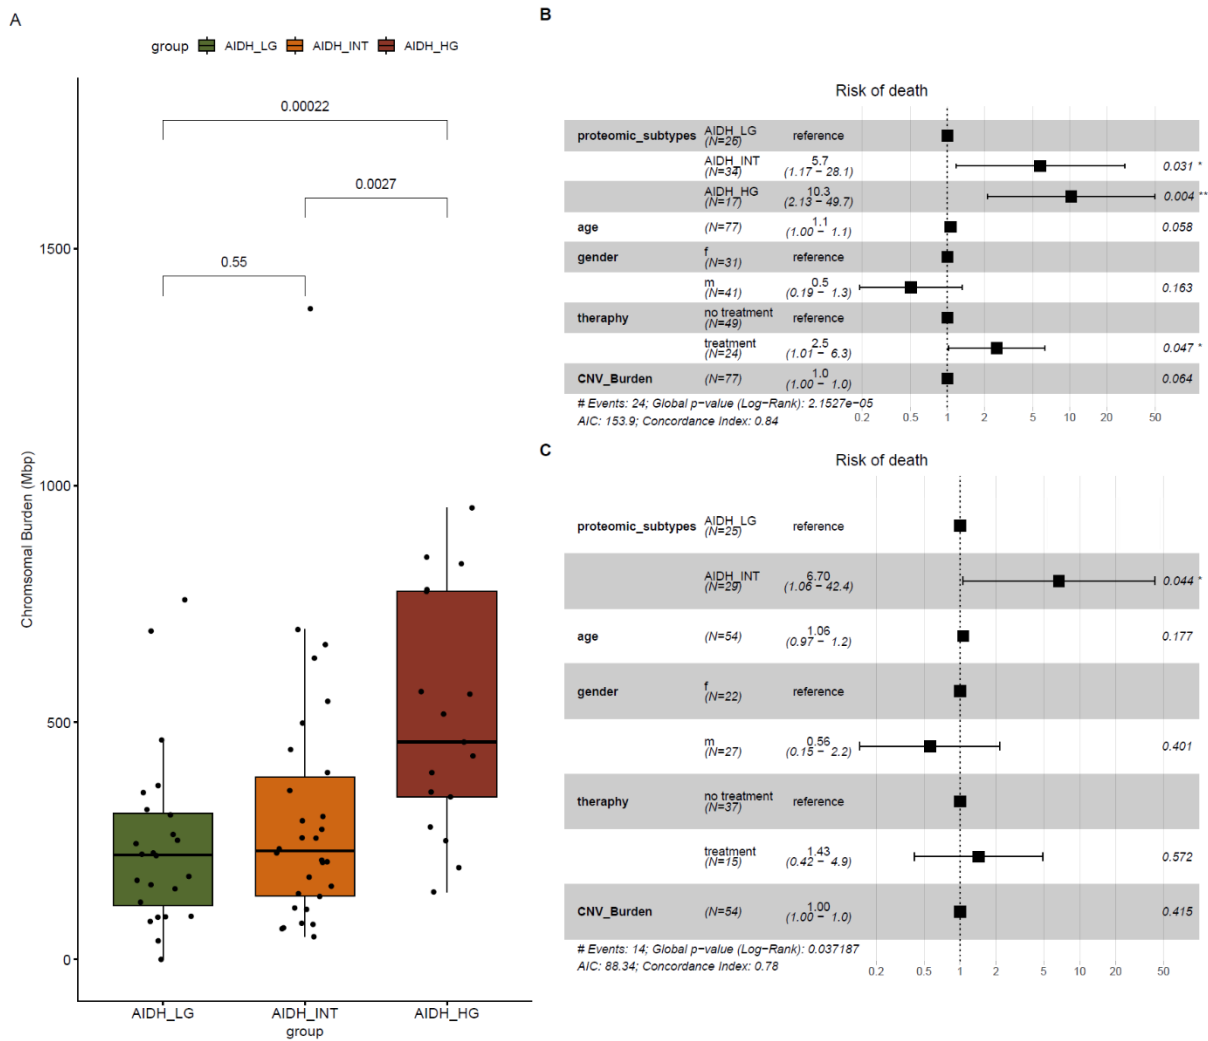 A
group AIDH_LG AIDH_INT AIDH_HG
0.00022
0.0027
0.55
1500
1000
500
0
Chromsomal Burden (Mbp)
AIDH_LG AIDH_INT AIDH_HG
group
B
Risk of death
proteomic_subtypes AIDH_LG (N=26) reference
AIDH_INT (N=34) 5.7 (1.17 − 28.1) 0.031 *
AIDH_HG (N=17) 10.3 (2.13 − 49.7) 0.004 **
age (N=77) 1.1 (1.00 − 1.1) 0.058
gender f (N=31) reference
m (N=41) 0.5 (0.19 − 1.3) 0.163
theraphy no treatment (N=49) reference
treatment (N=24) 2.5 (1.01 − 6.3) 0.047 *
CNV_Burden (N=77) 1.0 (1.00 − 1.0) 0.064
# Events: 24; Global p−value (Log−Rank): 2.1527e−05
AIC: 153.9; Concordance Index: 0.84
0.2 0.5 1 2 5 10 20 50
C
Risk of death
proteomic_subtypes AIDH_LG (N=25) reference
AIDH_INT (N=29) 6.70 (1.06 − 42.4) 0.044 *
age (N=54) 1.06 (0.97 − 1.2) 0.177
gender f (N=22) reference
m (N=27) 0.56 (0.15 − 2.2) 0.401
theraphy no treatment (N=37) reference
treatment (N=15) 1.43 (0.42 − 4.9) 0.572
CNV_Burden (N=54) 1.00 (1.00 − 1.0) 0.415
# Events: 14; Global p−value (Log−Rank): 0.037187
AIC: 88.34; Concordance Index: 0.78
0.2 0.5 1 2 5 10 20 50